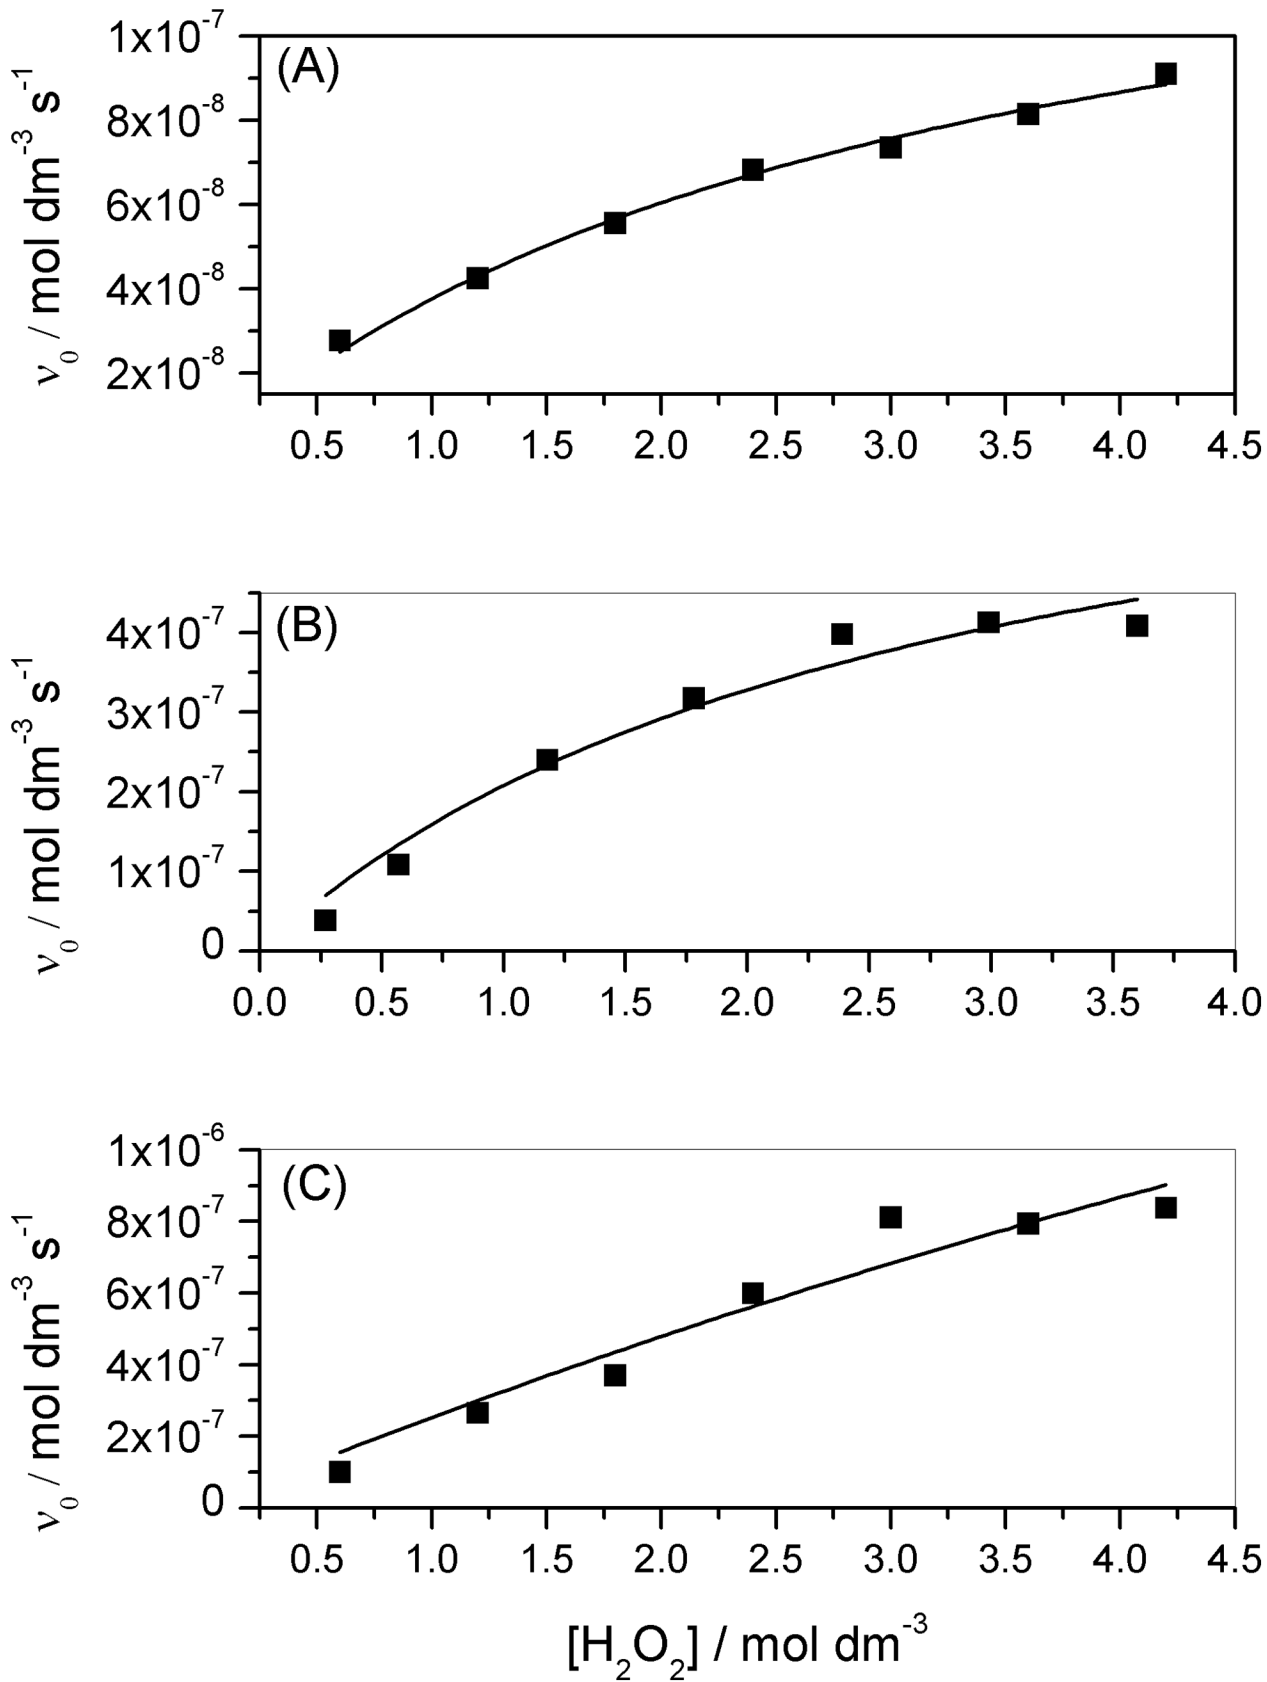 (A)
1x10⁻⁷
8x10⁻⁸
6x10⁻⁸
4x10⁻⁸
2x10⁻⁸
ν₀ / mol dm⁻³ s⁻¹
0.5 1.0 1.5 2.0 2.5 3.0 3.5 4.0 4.5
(B)
4x10⁻⁷
3x10⁻⁷
2x10⁻⁷
1x10⁻⁷
0
ν₀ / mol dm⁻³ s⁻¹
0.0 0.5 1.0 1.5 2.0 2.5 3.0 3.5 4.0
(C)
1x10⁻⁶
8x10⁻⁷
6x10⁻⁷
4x10⁻⁷
2x10⁻⁷
0
ν₀ / mol dm⁻³ s⁻¹
0.5 1.0 1.5 2.0 2.5 3.0 3.5 4.0 4.5
[H₂O₂] / mol dm⁻³